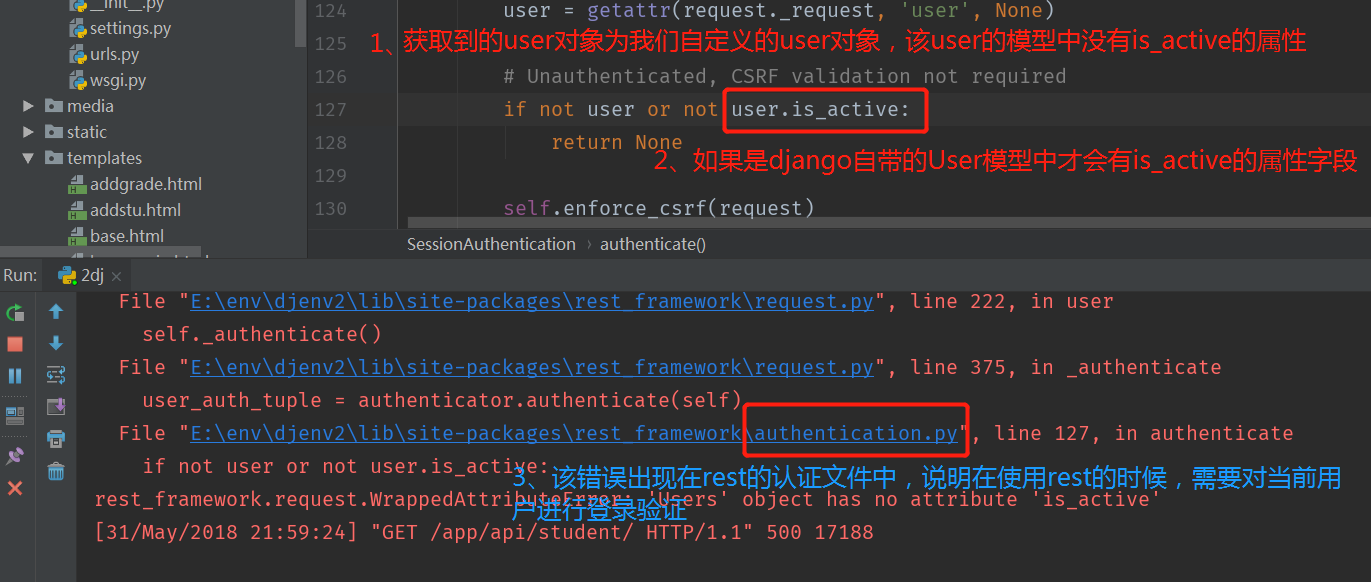 __init__.py
settings.py
urls.py
wsgi.py
media
static
templates
addgrade.html
addstu.html
base.html
124 user = getattr(request._request, 'user', None)
125 1、获取到的user对象为我们自定义的user对象，该user的模型中没有is_active的属性
126 # Unauthenticated, CSRF validation not required
127 if not user or not user.is_active:
128 return None
2、如果是django自带的User模型中才会有is_active的属性字段
129
130 self.enforce_csrf(request)
SessionAuthentication › authenticate()
Run: 2dj ×
File "E:\env\djenv2\lib\site-packages\rest_framework\request.py", line 222, in user
self._authenticate()
File "E:\env\djenv2\lib\site-packages\rest_framework\request.py", line 375, in _authenticate
user_auth_tuple = authenticator.authenticate(self)
File "E:\env\djenv2\lib\site-packages\rest_framework\authentication.py", line 127, in authenticate
if not user or not user.is_active:
3、该错误出现在rest的认证文件中，说明在使用rest的时候，需要对当前用
户进行登录验证
rest_framework.request.WrappedAttributeError: 'Users' object has no attribute 'is_active'
[31/May/2018 21:59:24] "GET /app/api/student/ HTTP/1.1" 500 17188